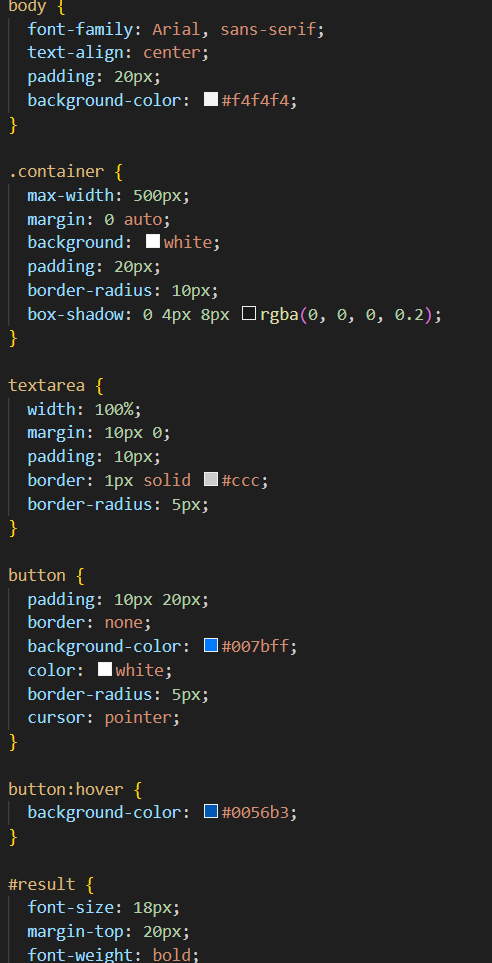 body {
  font-family: Arial, sans-serif;
  text-align: center;
  padding: 20px;
  background-color: #f4f4f4;
}

.container {
  max-width: 500px;
  margin: 0 auto;
  background: white;
  padding: 20px;
  border-radius: 10px;
  box-shadow: 0 4px 8px rgba(0, 0, 0, 0.2);
}

textarea {
  width: 100%;
  margin: 10px 0;
  padding: 10px;
  border: 1px solid #ccc;
  border-radius: 5px;
}

button {
  padding: 10px 20px;
  border: none;
  background-color: #007bff;
  color: white;
  border-radius: 5px;
  cursor: pointer;
}

button:hover {
  background-color: #0056b3;
}

#result {
  font-size: 18px;
  margin-top: 20px;
  font-weight: bold;